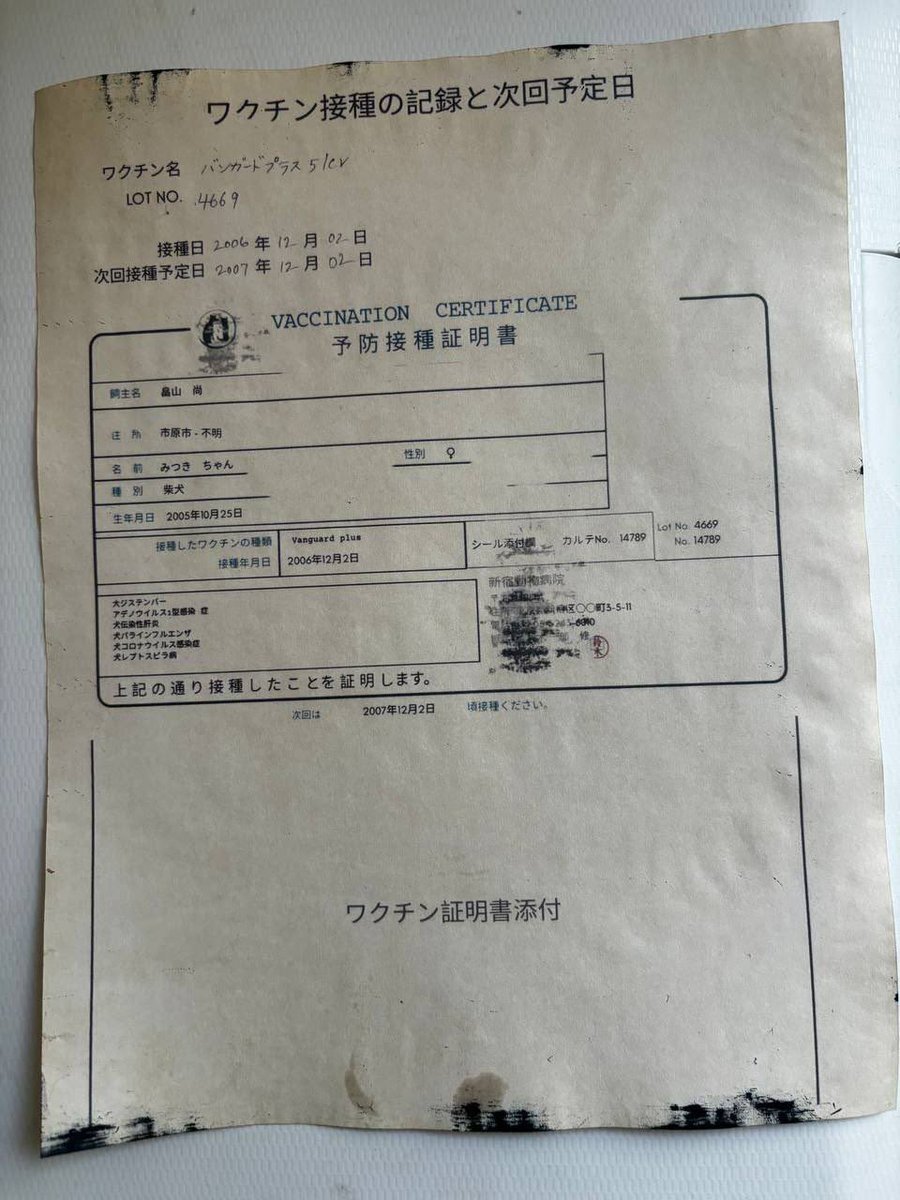 ワクチン接種の記録と次回予定日
ワクチン名 バンガードプラス 5/CV
LOT NO. 4669
接種日 2006 年 12 月 02 日
次回接種予定日 2007 年 12 月 02 日
VACCINATION CERTIFICATE
予防接種証明書
飼主名 畠山 尚
住 所 市原市 - 不明
名 前 みつき ちゃん 性別 ♀
種 別 柴犬
生年月日 2005年10月25日
接種したワクチンの種類 Vanguard plus
接種年月日 2006年12月2日
シール添付欄 カルテNo. 14789
Lot No. 4669
No. 14789
犬ジステンパー
アデノウイルス1型感染 症
犬伝染性肝炎
犬パラインフルエンザ
犬コロナウイルス感染症
犬レプトスピラ病
新宿動物病院
区〇〇町3-5-11
修
鈴木
上記の通り接種したことを証明します。
次回は 2007年12月2日 頃接種ください。
ワクチン証明書添付